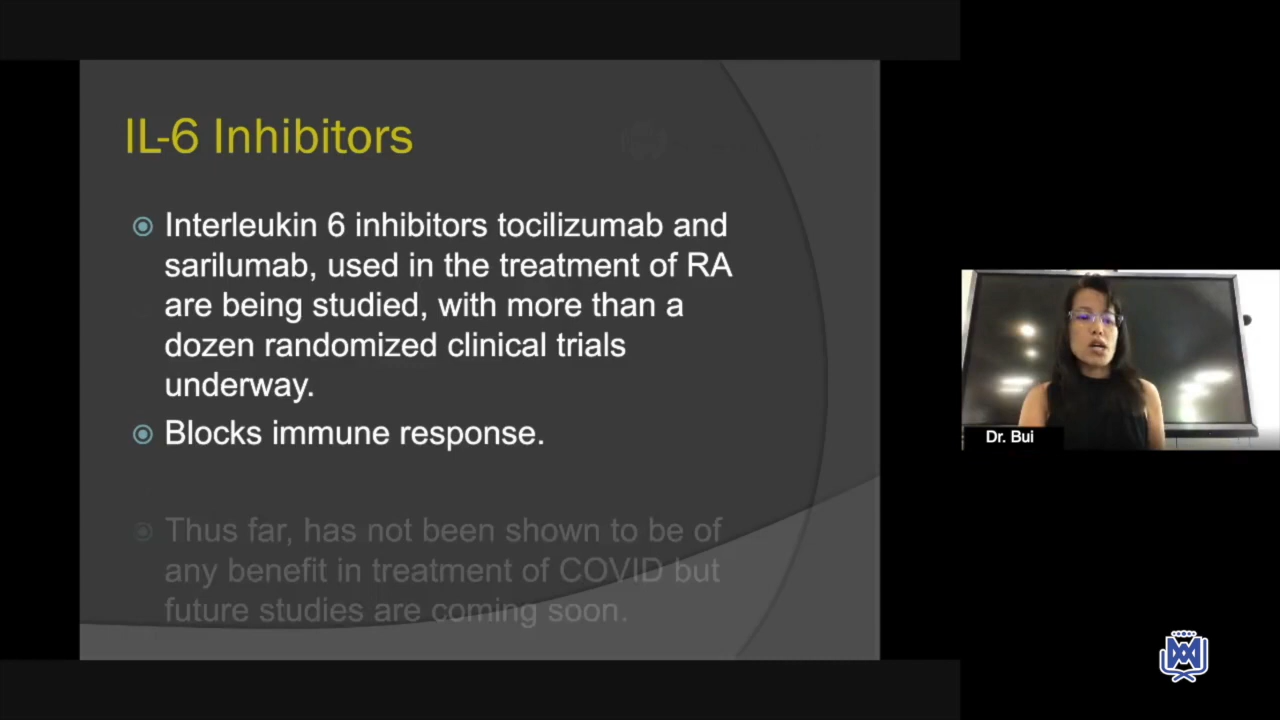 IL-6 Inhibitors
Interleukin 6 inhibitors tocilizumab and
sarilumab, used in the treatment of RA
are being studied, with more than a
dozen randomized clinical trials
underway.
Blocks immune response.
Thus far, has not been shown to be of
any benefit in treatment of COVID but
future studies are coming soon.
Dr. Bui